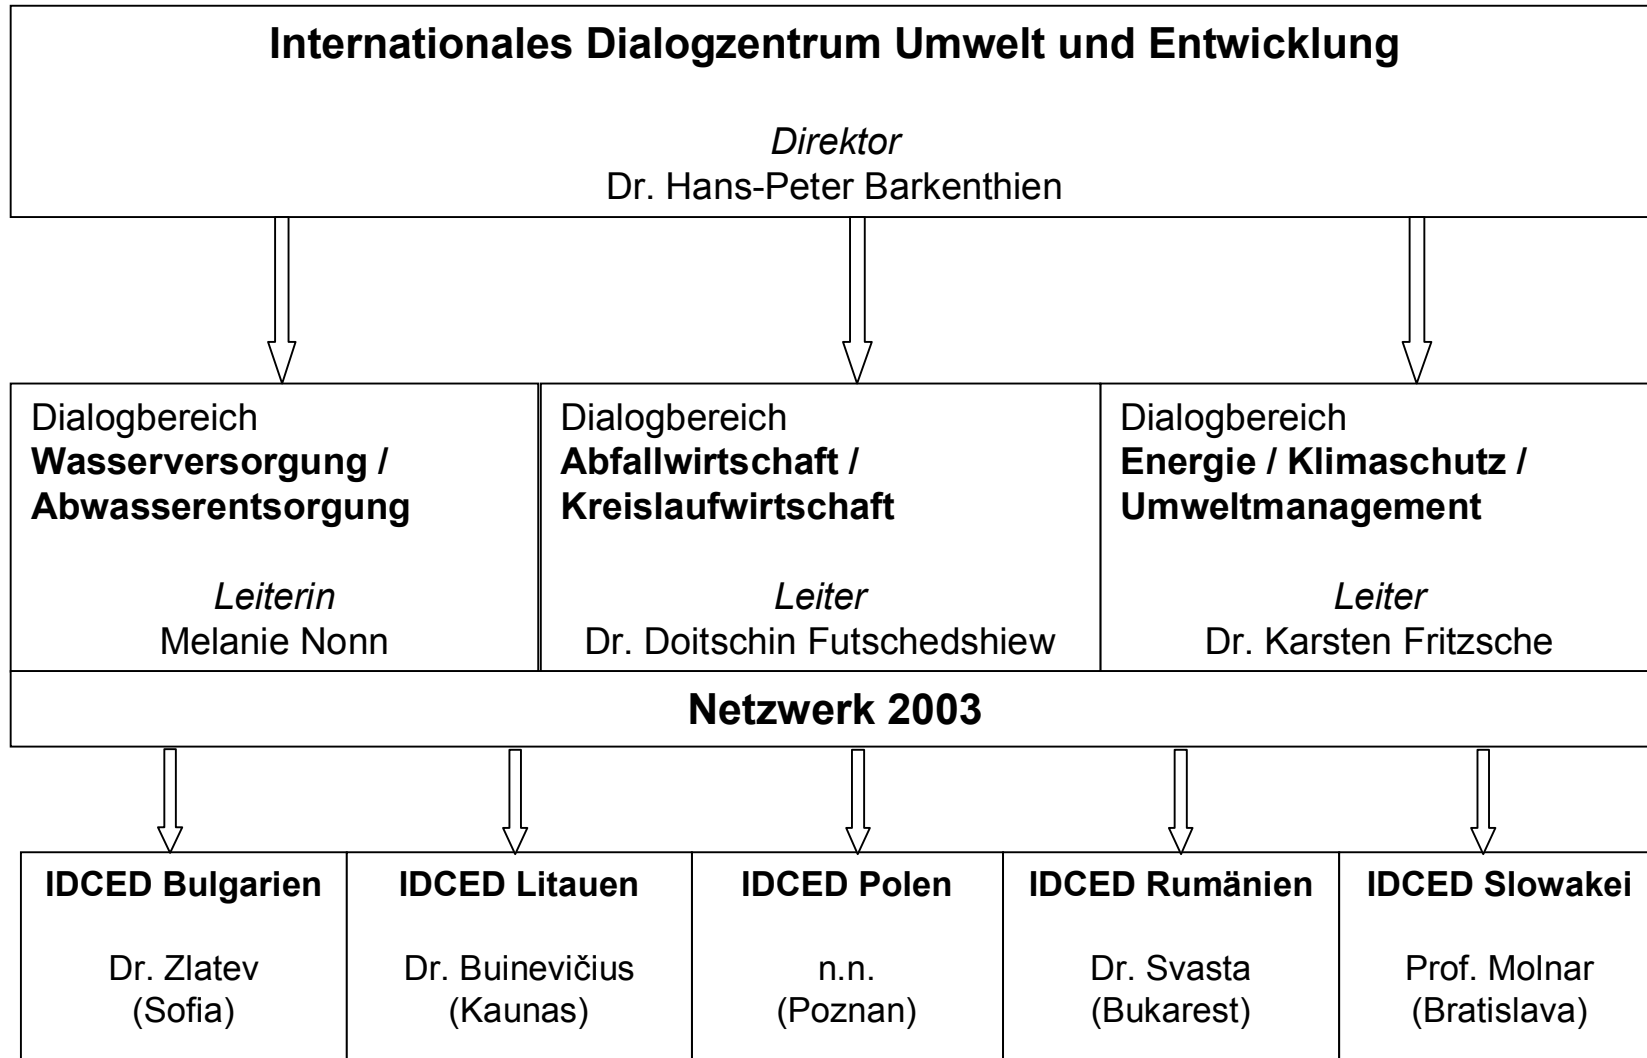 Internationales Dialogzentrum Umwelt und Entwicklung
Direktor
Dr. Hans-Peter Barkenthien
Dialogbereich
Wasserversorgung /
Abwasserentsorgung
Leiterin
Melanie Nonn
Dialogbereich
Abfallwirtschaft /
Kreislaufwirtschaft
Leiter
Dr. Doitschin Futschedshiew
Dialogbereich
Energie / Klimaschutz /
Umweltmanagement
Leiter
Dr. Karsten Fritzsche
Netzwerk 2003
IDCED Bulgarien
Dr. Zlatev
(Sofia)
IDCED Litauen
Dr. Buinevičius
(Kaunas)
IDCED Polen
n.n.
(Poznan)
IDCED Rumänien
Dr. Svasta
(Bukarest)
IDCED Slowakei
Prof. Molnar
(Bratislava)